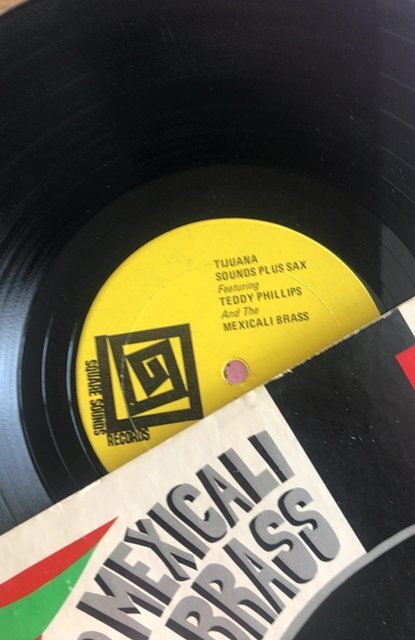 TIJUANA
SOUNDS PLUS SAX
Featuring
TEDDY PHILLIPS
And The
MEXICALI BRASS
SQUARE SOUNDS
RECORDS
MEXICALI
BRASS